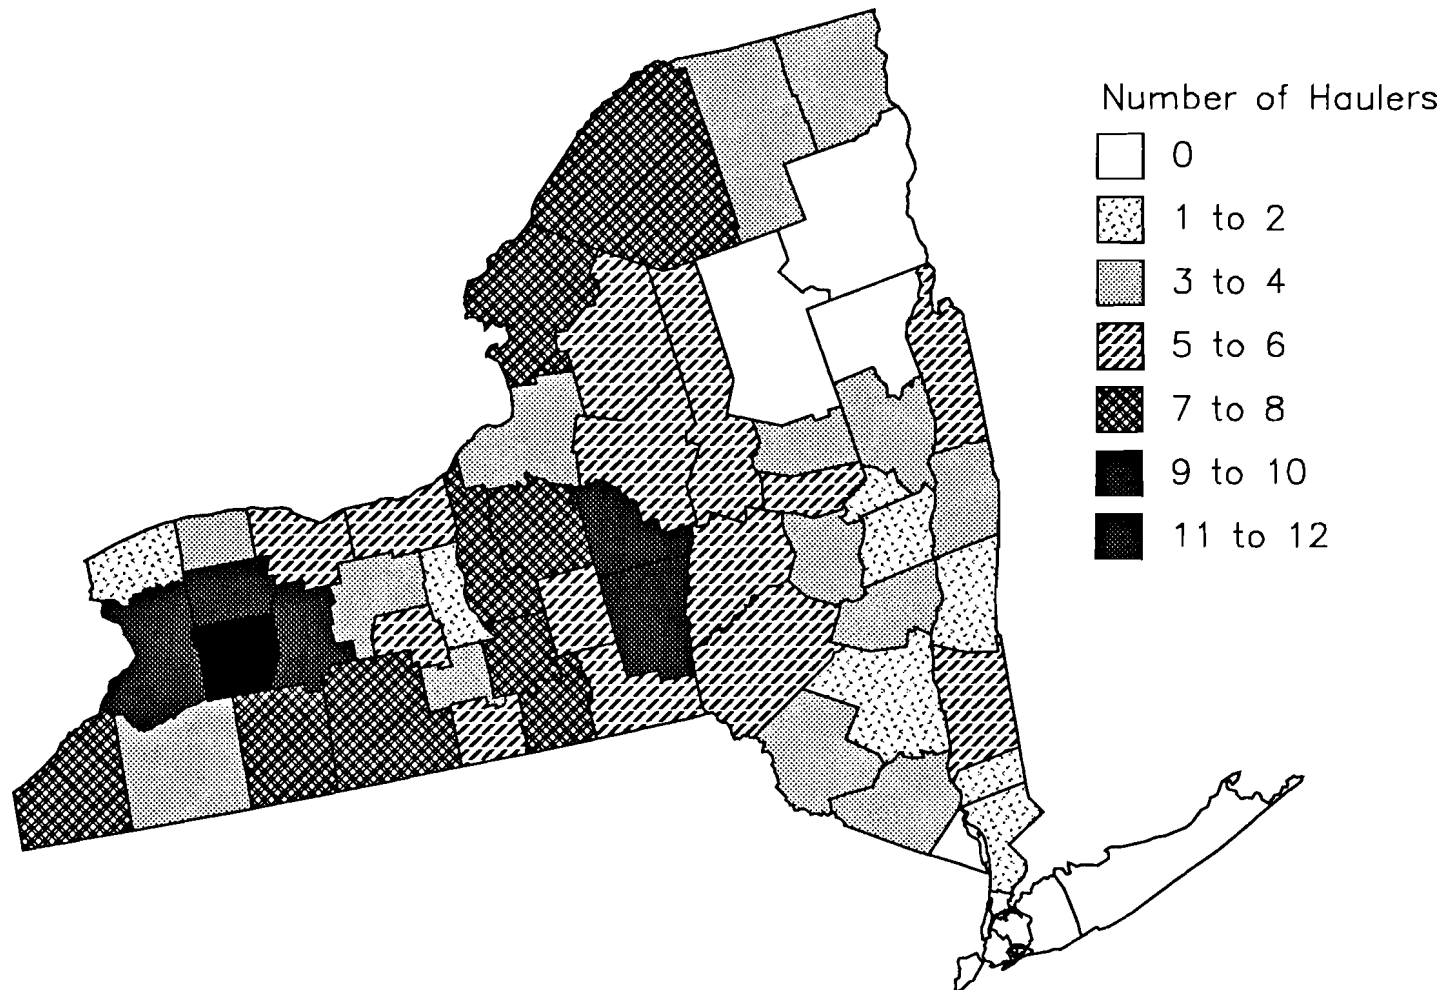 Number of Haulers
0
1 to 2
3 to 4
5 to 6
7 to 8
9 to 10
11 to 12